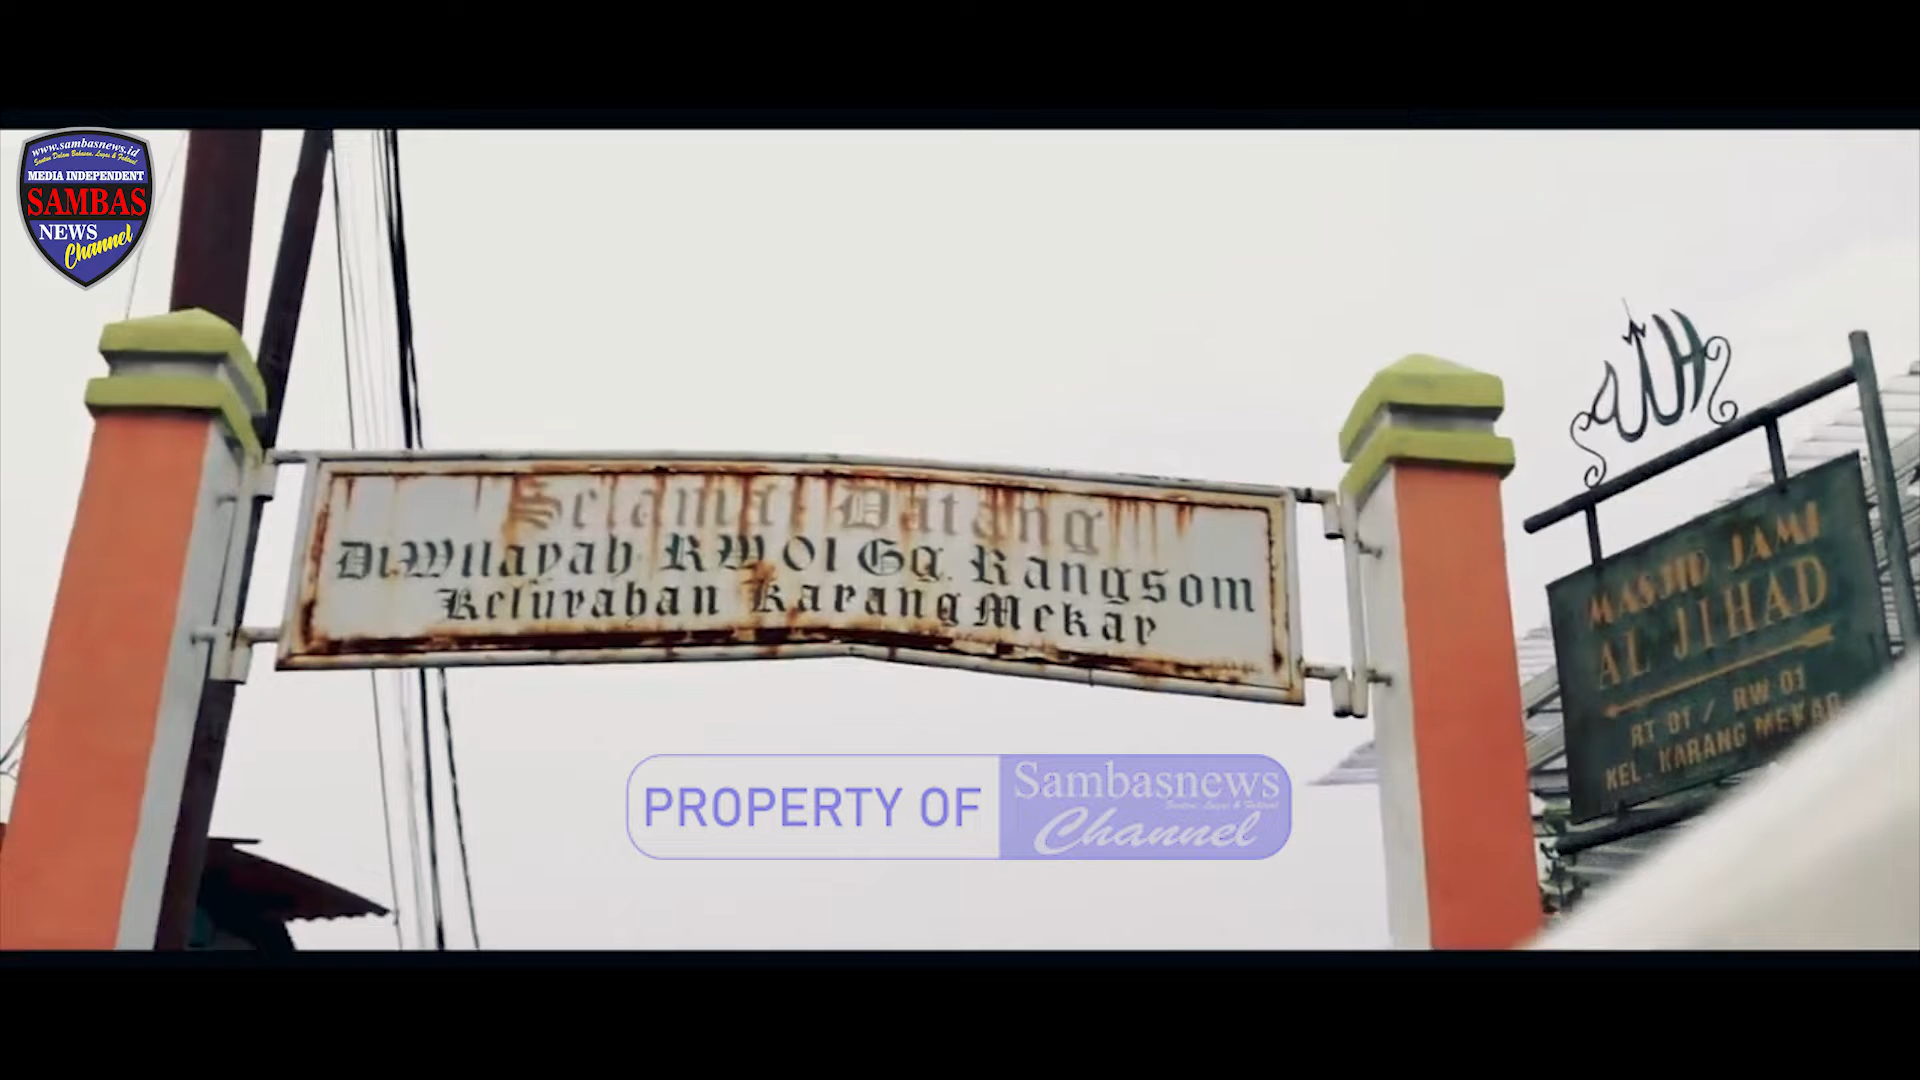 www.sambasnews.id
MEDIA INDEPENDENT
SAMBAS
NEWS
Channel
Selamat Datang
Di Wilayah RW 01 Gg. Rangsom
Kelurahan Karang Mekar
الله
MASJID JAMI
AL JIHAD
RT 01 / RW 01
KEL. KARANG MEKAR
PROPERTY OF
Sambasnews
Channel